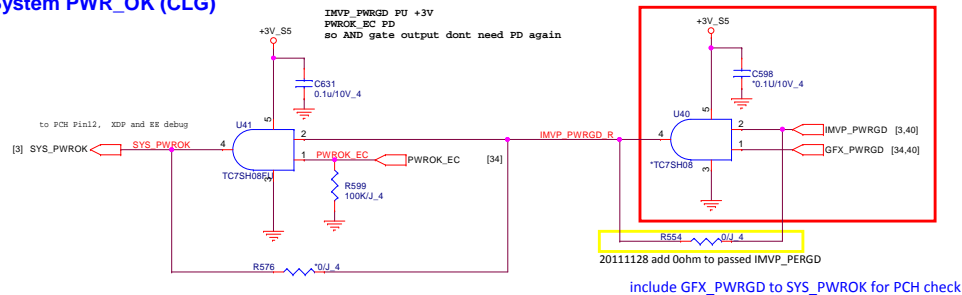 System PWR_OK (CLG)
IMVP_PWRGD PU +3V
PWROK_EC PD
so AND gate output dont need PD again
+3V_S5
+3V_S5
C631
0.1u/10V_4
C598
*0.1U/10V_4
to PCH Pin12, XDP and EE debug
U41
5
2
1
4
3
TC7SH08FU
[3] SYS_PWROK
SYS_PWROK
PWROK_EC
PWROK_EC
[34]
R599
100K/J_4
IMVP_PWRGD_R
U40
5
4
2
1
3
*TC7SH08
IMVP_PWRGD [3,40]
GFX_PWRGD [34,40]
R576
*0/J_4
R554
0/J_4
20111128 add 0ohm to passed IMVP_PERGD
include GFX_PWRGD to SYS_PWROK for PCH check